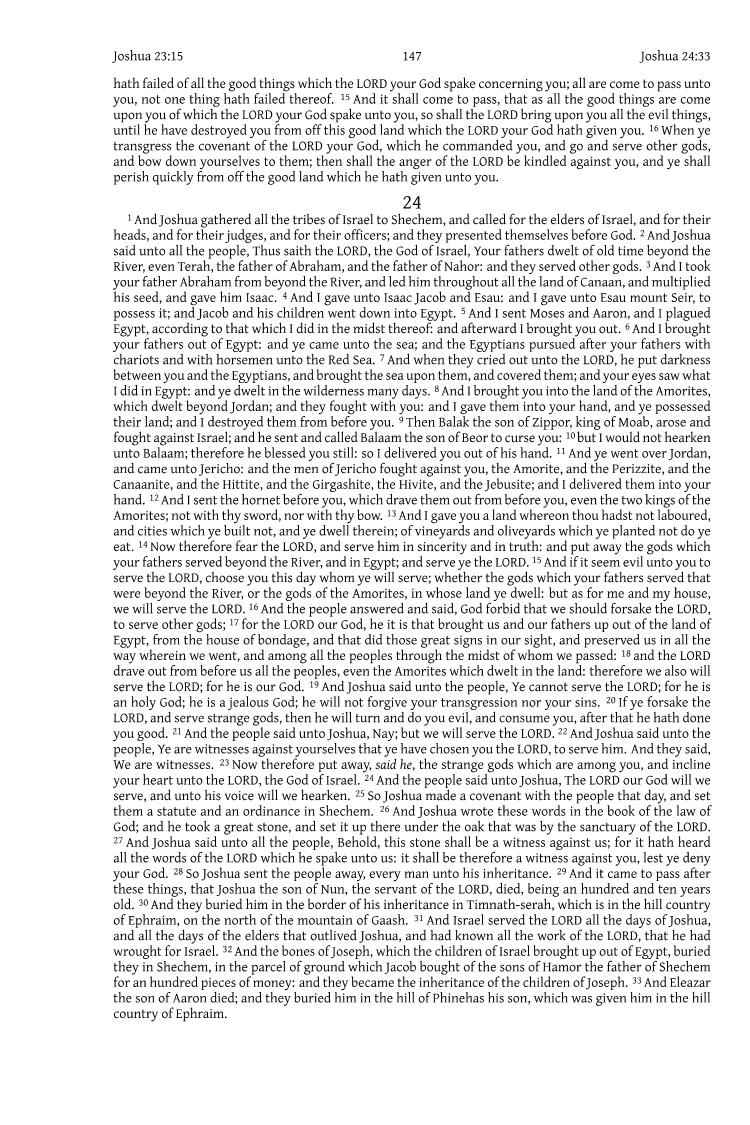 Joshua 23:15 147 Joshua 24:33
hath failed of all the good things which the LORD your God spake concerning you; all are come to pass unto
you, not one thing hath failed thereof. 15 And it shall come to pass, that as all the good things are come
upon you of which the LORD your God spake unto you, so shall the LORD bring upon you all the evil things,
until he have destroyed you from off this good land which the LORD your God hath given you. 16 When ye
transgress the covenant of the LORD your God, which he commanded you, and go and serve other gods,
and bow down yourselves to them; then shall the anger of the LORD be kindled against you, and ye shall
perish quickly from off the good land which he hath given unto you.
24
1 And Joshua gathered all the tribes of Israel to Shechem, and called for the elders of Israel, and for their
heads, and for their judges, and for their officers; and they presented themselves before God. 2 And Joshua
said unto all the people, Thus saith the LORD, the God of Israel, Your fathers dwelt of old time beyond the
River, even Terah, the father of Abraham, and the father of Nahor: and they served other gods. 3 And I took
your father Abraham from beyond the River, and led him throughout all the land of Canaan, and multiplied
his seed, and gave him Isaac. 4 And I gave unto Isaac Jacob and Esau: and I gave unto Esau mount Seir, to
possess it; and Jacob and his children went down into Egypt. 5 And I sent Moses and Aaron, and I plagued
Egypt, according to that which I did in the midst thereof: and afterward I brought you out. 6 And I brought
your fathers out of Egypt: and ye came unto the sea; and the Egyptians pursued after your fathers with
chariots and with horsemen unto the Red Sea. 7 And when they cried out unto the LORD, he put darkness
between you and the Egyptians, and brought the sea upon them, and covered them; and your eyes saw what
I did in Egypt: and ye dwelt in the wilderness many days. 8 And I brought you into the land of the Amorites,
which dwelt beyond Jordan; and they fought with you: and I gave them into your hand, and ye possessed
their land; and I destroyed them from before you. 9 Then Balak the son of Zippor, king of Moab, arose and
fought against Israel; and he sent and called Balaam the son of Beor to curse you: 10 but I would not hearken
unto Balaam; therefore he blessed you still: so I delivered you out of his hand. 11 And ye went over Jordan,
and came unto Jericho: and the men of Jericho fought against you, the Amorite, and the Perizzite, and the
Canaanite, and the Hittite, and the Girgashite, the Hivite, and the Jebusite; and I delivered them into your
hand. 12 And I sent the hornet before you, which drave them out from before you, even the two kings of the
Amorites; not with thy sword, nor with thy bow. 13 And I gave you a land whereon thou hadst not laboured,
and cities which ye built not, and ye dwell therein; of vineyards and oliveyards which ye planted not do ye
eat. 14 Now therefore fear the LORD, and serve him in sincerity and in truth: and put away the gods which
your fathers served beyond the River, and in Egypt; and serve ye the LORD. 15 And if it seem evil unto you to
serve the LORD, choose you this day whom ye will serve; whether the gods which your fathers served that
were beyond the River, or the gods of the Amorites, in whose land ye dwell: but as for me and my house,
we will serve the LORD. 16 And the people answered and said, God forbid that we should forsake the LORD,
to serve other gods; 17 for the LORD our God, he it is that brought us and our fathers up out of the land of
Egypt, from the house of bondage, and that did those great signs in our sight, and preserved us in all the
way wherein we went, and among all the peoples through the midst of whom we passed: 18 and the LORD
drave out from before us all the peoples, even the Amorites which dwelt in the land: therefore we also will
serve the LORD; for he is our God. 19 And Joshua said unto the people, Ye cannot serve the LORD; for he is
an holy God; he is a jealous God; he will not forgive your transgression nor your sins. 20 If ye forsake the
LORD, and serve strange gods, then he will turn and do you evil, and consume you, after that he hath done
you good. 21 And the people said unto Joshua, Nay; but we will serve the LORD. 22 And Joshua said unto the
people, Ye are witnesses against yourselves that ye have chosen you the LORD, to serve him. And they said,
We are witnesses. 23 Now therefore put away, said he, the strange gods which are among you, and incline
your heart unto the LORD, the God of Israel. 24 And the people said unto Joshua, The LORD our God will we
serve, and unto his voice will we hearken. 25 So Joshua made a covenant with the people that day, and set
them a statute and an ordinance in Shechem. 26 And Joshua wrote these words in the book of the law of
God; and he took a great stone, and set it up there under the oak that was by the sanctuary of the LORD.
27 And Joshua said unto all the people, Behold, this stone shall be a witness against us; for it hath heard
all the words of the LORD which he spake unto us: it shall be therefore a witness against you, lest ye deny
your God. 28 So Joshua sent the people away, every man unto his inheritance. 29 And it came to pass after
these things, that Joshua the son of Nun, the servant of the LORD, died, being an hundred and ten years
old. 30 And they buried him in the border of his inheritance in Timnath-serah, which is in the hill country
of Ephraim, on the north of the mountain of Gaash. 31 And Israel served the LORD all the days of Joshua,
and all the days of the elders that outlived Joshua, and had known all the work of the LORD, that he had
wrought for Israel. 32 And the bones of Joseph, which the children of Israel brought up out of Egypt, buried
they in Shechem, in the parcel of ground which Jacob bought of the sons of Hamor the father of Shechem
for an hundred pieces of money: and they became the inheritance of the children of Joseph. 33 And Eleazar
the son of Aaron died; and they buried him in the hill of Phinehas his son, which was given him in the hill
country of Ephraim.